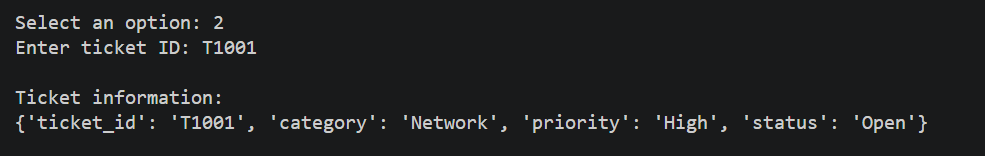 Select an option: 2
Enter ticket ID: T1001
Ticket information:
{'ticket_id': 'T1001', 'category': 'Network', 'priority': 'High', 'status': 'Open'}